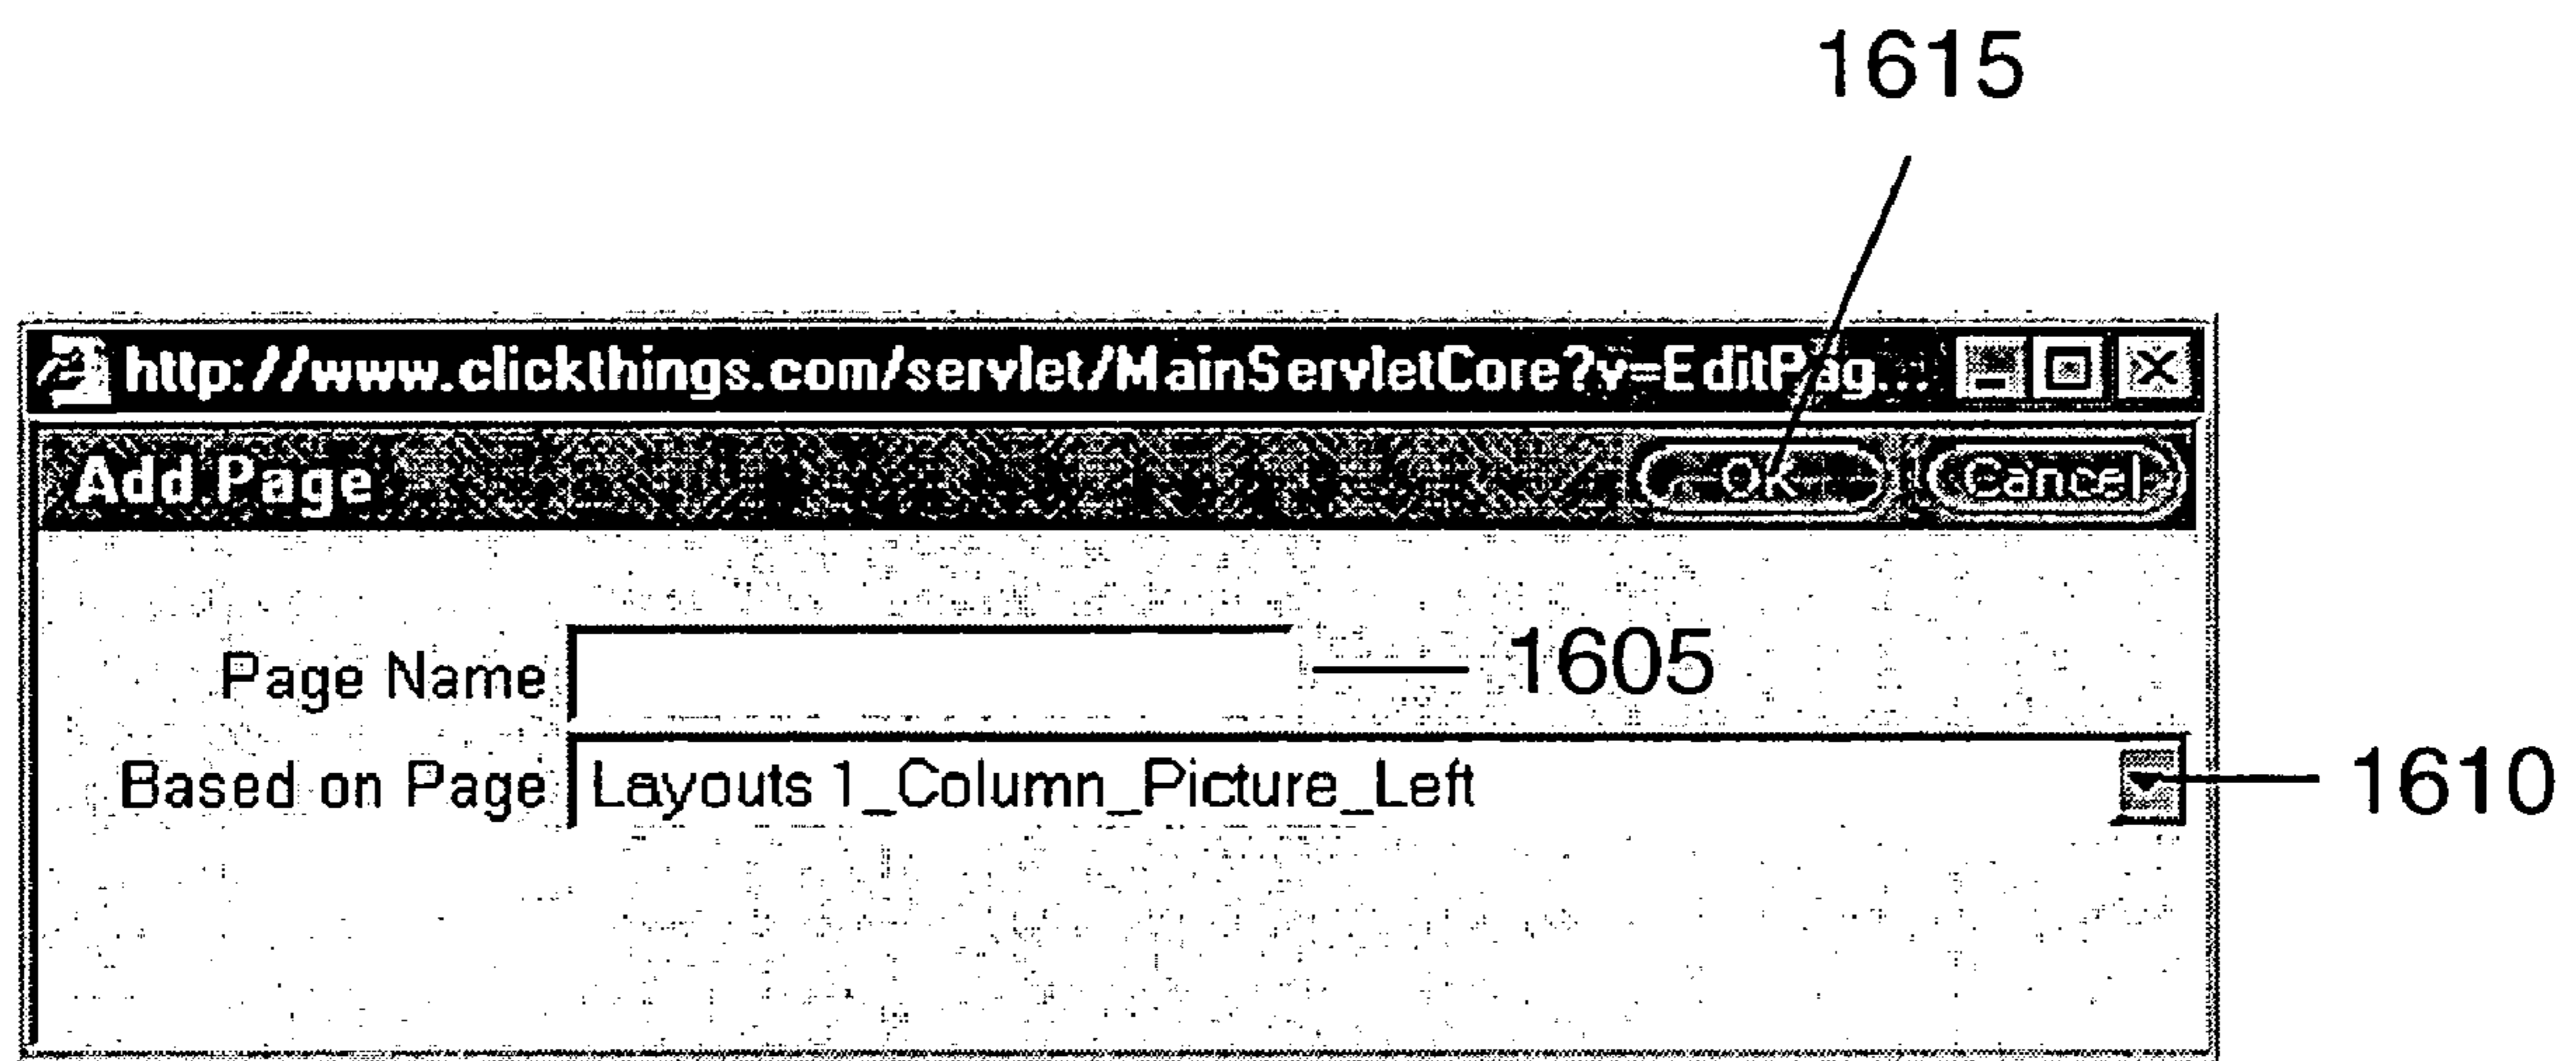 1615
http://www.clickthings.com/servlet/MainServletCore?v=EditPag...
Add Page OK Cancel
Page Name 1605
Based on Page Layouts 1_Column_Picture_Left 1610